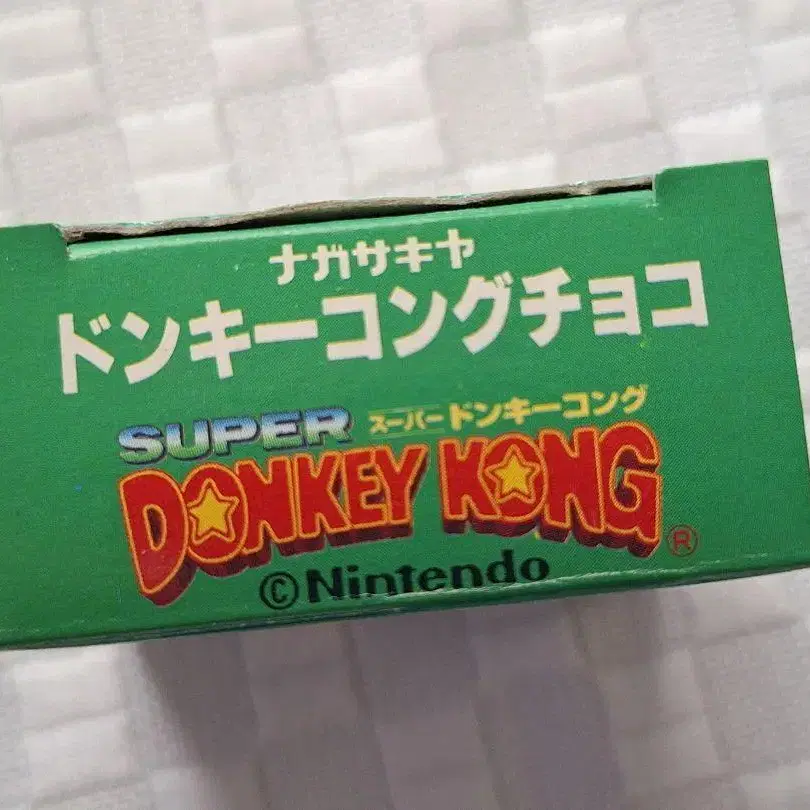 ナガサキヤ
ドンキーコングチョコ
SUPER スーパードンキーコング
DONKEY KONG®
©Nintendo